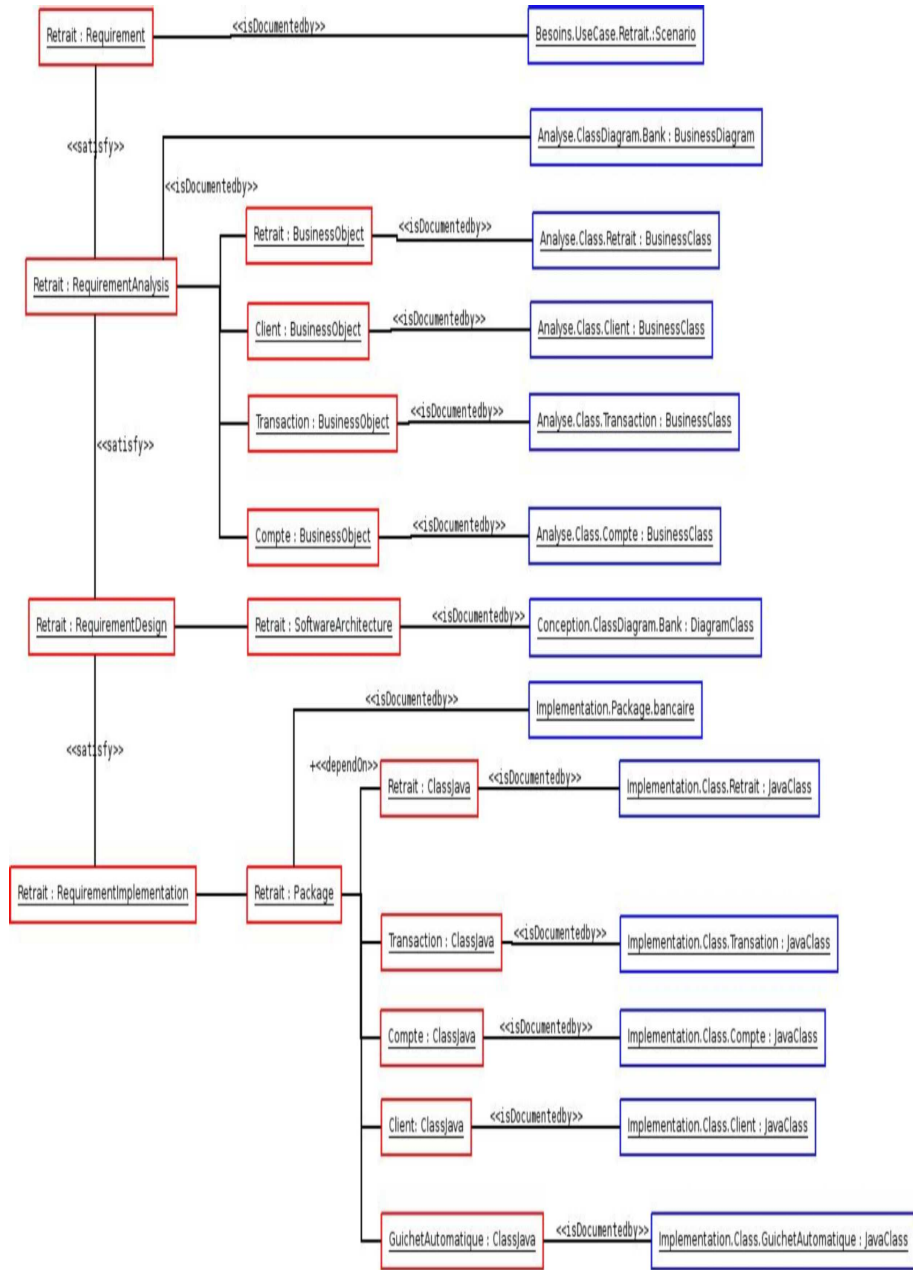 Retrait : Requirement
<<isDocumentedby>>
Besoins.UseCase.Retrait.:Scenario
<<satisfy>>
Analyse.ClassDiagram.Bank : BusinessDiagram
<<isDocumentedby>>
Retrait : BusinessObject
<<isDocumentedby>>
Analyse.Class.Retrait : BusinessClass
Retrait : RequirementAnalysis
Client : BusinessObject
<<isDocumentedby>>
Analyse.Class.Client : BusinessClass
Transaction : BusinessObject
<<isDocumentedby>>
Analyse.Class.Transaction : BusinessClass
<<satisfy>>
Compte : BusinessObject
<<isDocumentedby>>
Analyse.Class.Compte : BusinessClass
Retrait : RequirementDesign
Retrait : SoftwareArchitecture
<<isDocumentedby>>
Conception.ClassDiagram.Bank : DiagramClass
<<isDocumentedby>>
Implementation.Package.bancaire
<<satisfy>>
+<<dependOn>>
Retrait : ClassJava
<<isDocumentedby>>
Implementation.Class.Retrait : JavaClass
Retrait : RequirementImplementation
Retrait : Package
Transaction : ClassJava
<<isDocumentedby>>
Implementation.Class.Transation : JavaClass
Compte : ClassJava
<<isDocumentedby>>
Implementation.Class.Compte : JavaClass
Client: ClassJava
<<isDocumentedby>>
Implementation.Class.Client : JavaClass
GuichetAutomatique : ClassJava
<<isDocumentedby>>
Implementation.Class.GuichetAutomatique : JavaClass